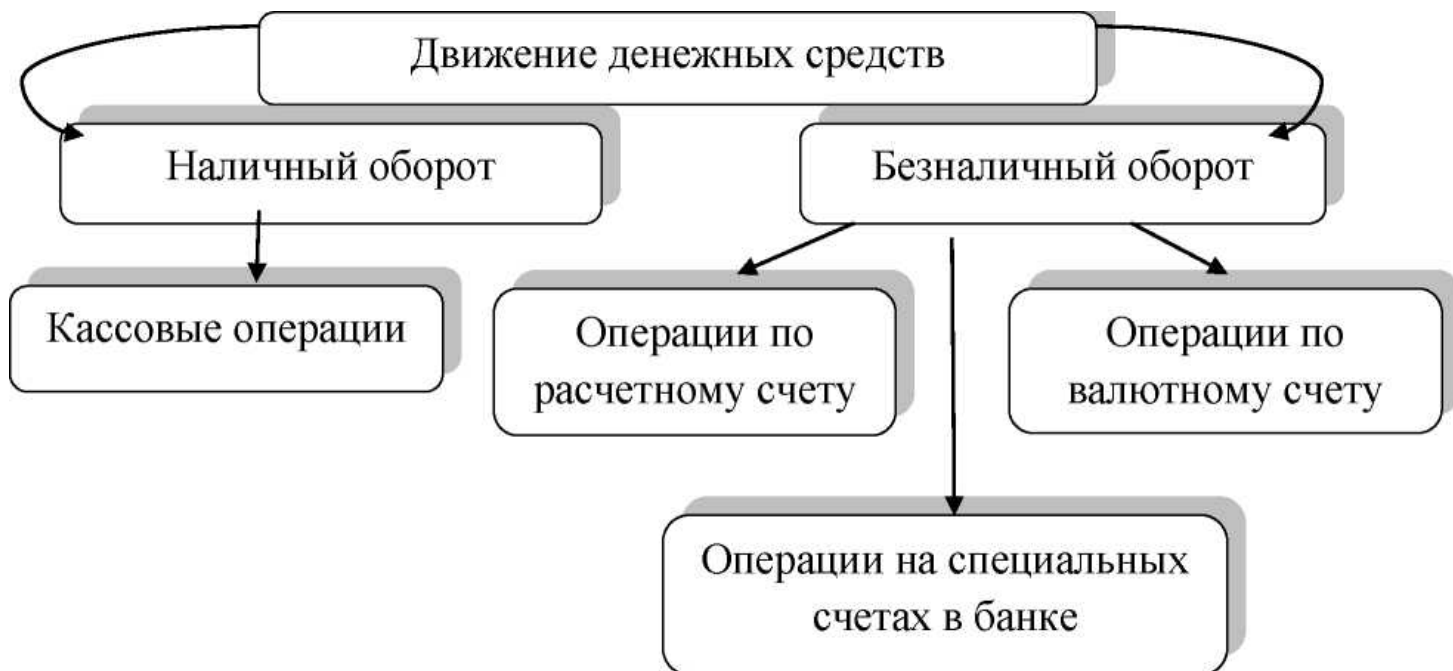 Движение денежных средств
Наличный оборот
Безналичный оборот
Кассовые операции
Операции по
расчетному счету
Операции по
валютному счету
Операции на специальных
счетах в банке